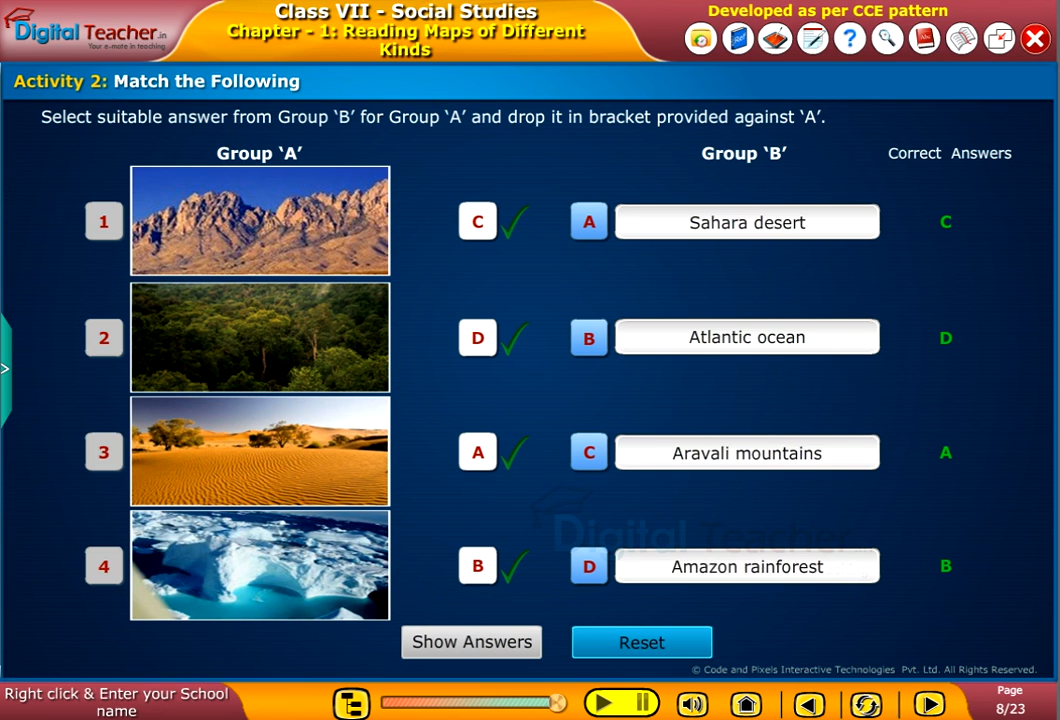 Digital Teacher.in
Your e-mate in teaching
Class VII - Social Studies
Chapter - 1: Reading Maps of Different
Kinds
Developed as per CCE pattern
Activity 2: Match the Following
Select suitable answer from Group ‘B’ for Group ‘A’ and drop it in bracket provided against ‘A’.
Group ‘A’ Group ‘B’ Correct Answers
1 C A Sahara desert C
2 D B Atlantic ocean D
3 A C Aravali mountains A
Digital Teacher
4 B D Amazon rainforest B
Show Answers Reset
© Code and Pixels Interactive Technologies Pvt. Ltd. All Rights Reserved.
Right click & Enter your School
name
Page
8/23